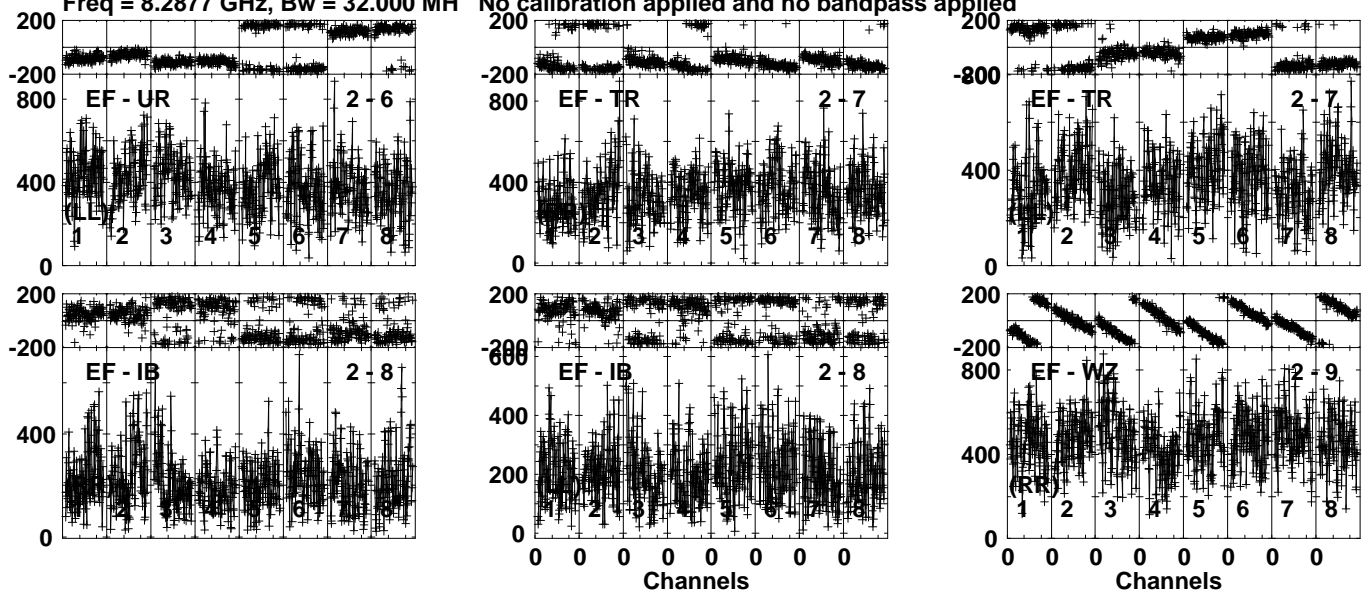 Freq = 8.2877 GHz, Bw = 32.000 MH No calibration applied and no bandpass applied
200 200 200
-200 -200 -200
800 EF - UR 2 - 6 800 EF - TR 2 - 7 800 EF - TR 2 - 7
400 400 400
(LL)
1 2 3 4 5 6 7 8 1 2 3 4 5 6 7 8 1 2 3 4 5 6 7 8
0 0 0
200 200 200
-200 -200 -200
EF - IB 2 - 8 600 EF - IB 2 - 8 800 EF - WZ 2 - 9
400 400 400
200
(RR)
1 2 3 4 5 6 7 8 1 2 3 4 5 6 7 8 1 2 3 4 5 6 7 8
0 0 0
0 0 0 0 0 0 0 0 0 0 0 0 0 0 0 0
Channels Channels